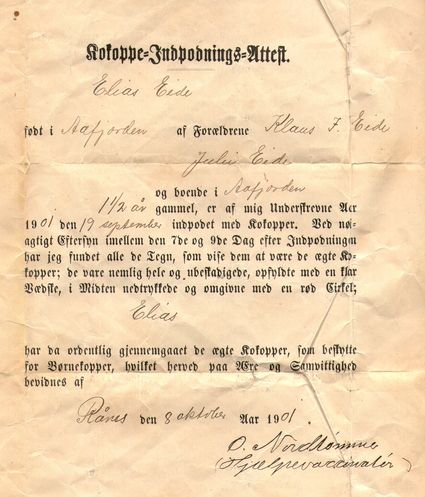 Kokoppe-Indpodnings-Attest.
Elias Eide
født i Aafjorden af Forældrene Klaus F. Eide
Julie Eide
og boende i Aafjorden
1½ år gammel, er af mig Underskrevne Aar
1901 den 19 september indpodet med Kokopper. Ved nø-
agtigt Eftersyn imellem den 7de og 9de Dag efter Indpodningen
har jeg fundet alle de Tegn, som vise dem at være de ægte Ko-
kopper; de vare nemlig hele og ubeskadigede, opfyldte med en klar
Vædske, i Midten nedtrykkede og omgivne med en rød Cirkel;
Elias
har da ordentlig gjennemgaaet de ægte Kokopper, som beskytte
for Børnekopper, hvilket herved paa Ære og Samvittighed
bevidnes af
Rånes den 8 oktober Aar 1901.
O. Nordtømme
(Hjælpevaccinatør)